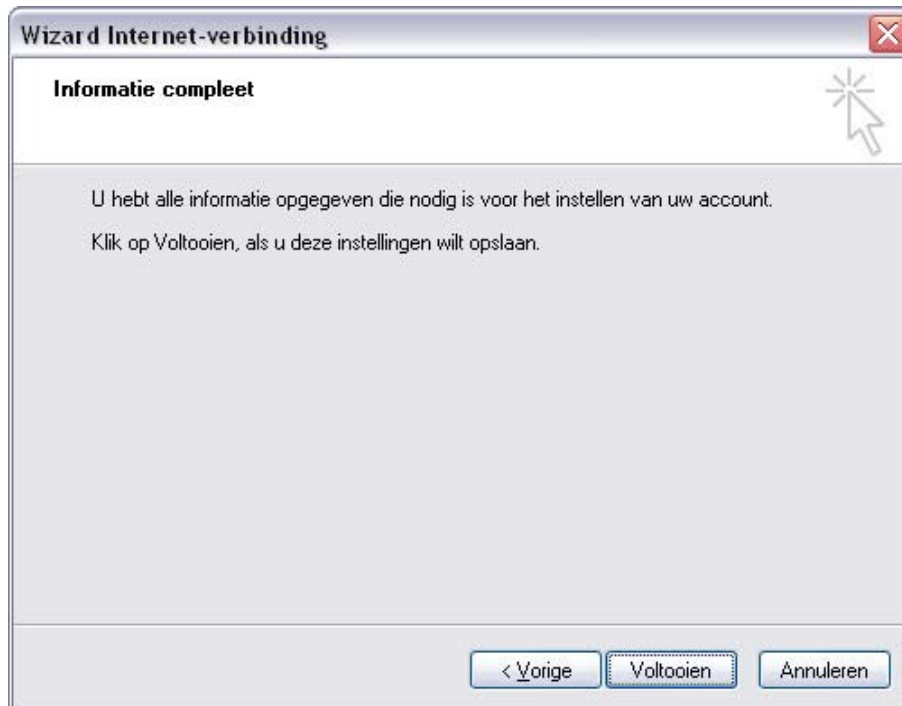 Wizard Internet-verbinding
Informatie compleet
U hebt alle informatie opgegeven die nodig is voor het instellen van uw account.
Klik op Voltooien, als u deze instellingen wilt opslaan.
< Vorige Voltooien Annuleren